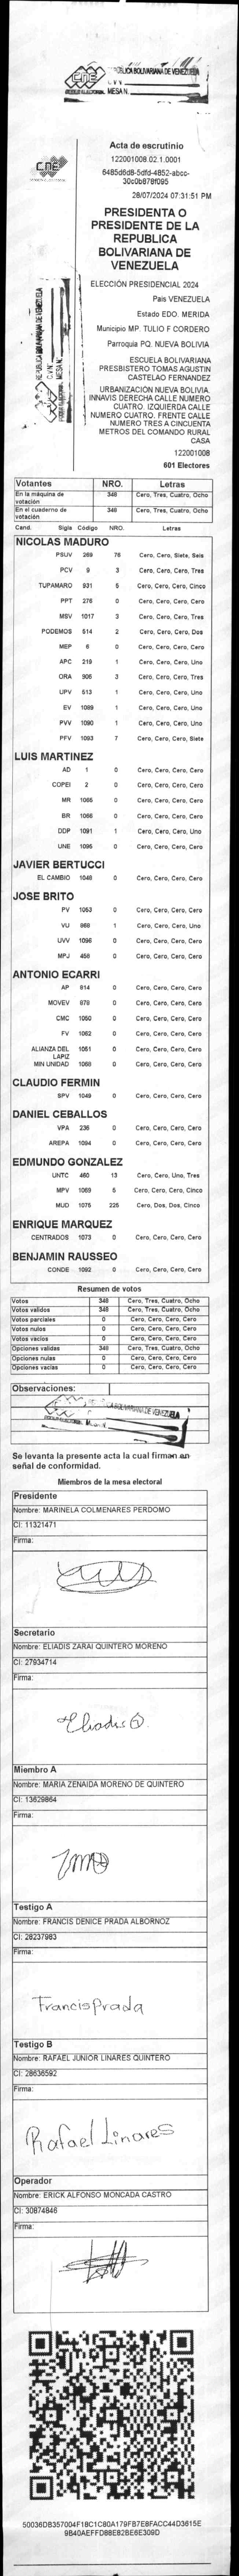 CNE
REPÚBLICA BOLIVARIANA DE VENEZUELA
C.V.N.
MESA N.
CNE
Acta de escrutinio
122001008.02.1.0001
28/07/2024 07:31:51 PM
PRESIDENTA O
PRESIDENTE DE LA
REPUBLICA
BOLIVARIANA DE
VENEZUELA
ELECCIÓN PRESIDENCIAL 2024
Pais VENEZUELA
Estado EDO. MERIDA
Municipio MP. TULIO F CORDERO
Parroquia PQ. NUEVA BOLIVIA
ESCUELA BOLIVARIANA
PRESBISTERO TOMAS AGUSTIN
CASTELAO FERNANDEZ
URBANIZACIÓN NUEVA BOLIVIA.
INNAVIS DERECHA CALLE NUMERO
CUATRO. IZQUIERDA CALLE
NUMERO CUATRO. FRENTE CALLE
NUMERO TRES A CINCUENTA
METROS DEL COMANDO RURAL
CASA
122001008
601 Electores
Votantes NRO. Letras
En la máquina de votación 348 Cero, Tres, Cuatro, Ocho
En el cuaderno de votación 348 Cero, Tres, Cuatro, Ocho
Cand. Sigla Código NRO. Letras
NICOLAS MADURO
PSUV 269 76 Cero, Cero, Siete, Seis
PCV 9 3 Cero, Cero, Cero, Tres
TUPAMARO 931 5 Cero, Cero, Cero, Cinco
PPT 276 0 Cero, Cero, Cero, Cero
MSV 1017 3 Cero, Cero, Cero, Tres
PODEMOS 514 2 Cero, Cero, Cero, Dos
MEP 6 0 Cero, Cero, Cero, Cero
APC 219 1 Cero, Cero, Cero, Uno
ORA 906 3 Cero, Cero, Cero, Tres
UPV 513 1 Cero, Cero, Cero, Uno
EV 1089 1 Cero, Cero, Cero, Uno
PVV 1090 1 Cero, Cero, Cero, Uno
PFV 1093 7 Cero, Cero, Cero, Siete
LUIS MARTINEZ
AD 1 0 Cero, Cero, Cero, Cero
COPEI 2 0 Cero, Cero, Cero, Cero
MR 1065 0 Cero, Cero, Cero, Cero
BR 1066 0 Cero, Cero, Cero, Cero
DDP 1091 1 Cero, Cero, Cero, Uno
UNE 1095 0 Cero, Cero, Cero, Cero
JAVIER BERTUCCI
EL CAMBIO 1048 0 Cero, Cero, Cero, Cero
JOSE BRITO
PV 1053 0 Cero, Cero, Cero, Cero
VU 969 1 Cero, Cero, Cero, Uno
UVV 1096 0 Cero, Cero, Cero, Cero
MPJ 458 0 Cero, Cero, Cero, Cero
ANTONIO ECARRI
AP 814 0 Cero, Cero, Cero, Cero
MOVEV 978 0 Cero, Cero, Cero, Cero
CMC 1050 0 Cero, Cero, Cero, Cero
FV 1062 0 Cero, Cero, Cero, Cero
ALIANZA DEL LAPIZ 1051 0 Cero, Cero, Cero, Cero
MIN UNIDAD 1068 0 Cero, Cero, Cero, Cero
CLAUDIO FERMIN
SPV 1049 0 Cero, Cero, Cero, Cero
DANIEL CEBALLOS
VPA 236 0 Cero, Cero, Cero, Cero
AREPA 1094 0 Cero, Cero, Cero, Cero
EDMUNDO GONZALEZ
UNTC 460 13 Cero, Cero, Uno, Tres
MPV 1069 5 Cero, Cero, Cero, Cinco
MUD 1075 225 Cero, Dos, Dos, Cinco
ENRIQUE MARQUEZ
CENTRADOS 1073 0 Cero, Cero, Cero, Cero
BENJAMIN RAUSSEO
CONDE 1092 0 Cero, Cero, Cero, Cero
Resumen de votos
Votos 348 Cero, Tres, Cuatro, Ocho
Votos validos 348 Cero, Tres, Cuatro, Ocho
Votos parciales 0 Cero, Cero, Cero, Cero
Votos nulos 0 Cero, Cero, Cero, Cero
Votos vacios 0 Cero, Cero, Cero, Cero
Opciones validas 348 Cero, Tres, Cuatro, Ocho
Opciones nulas 0 Cero, Cero, Cero, Cero
Opciones vacias 0 Cero, Cero, Cero, Cero
Observaciones:
Se levanta la presente acta la cual firman en
señal de conformidad.
Miembros de la mesa electoral
Presidente
Nombre: MARINELA COLMENARES PERDOMO
CI: 11321471
Firma:
Secretario
Nombre: ELIADIS ZARAI QUINTERO MORENO
CI: 27934714
Firma:
Eliadis Q.
Miembro A
Nombre: MARIA ZENAIDA MORENO DE QUINTERO
CI: 13629864
Firma:
Testigo A
Nombre: FRANCIS DENICE PRADA ALBORNOZ
CI: 28237983
Firma:
Francis Prada
Testigo B
Nombre: RAFAEL JUNIOR LINARES QUINTERO
CI: 28636592
Firma:
Rafael Linares
Operador
Nombre: ERICK ALFONSO MONCADA CASTRO
CI: 30874846
Firma:
50036DB357004F18C1C80A179FB7E8FACC44D3615E
9B40AEFFD88E82BE6E309D